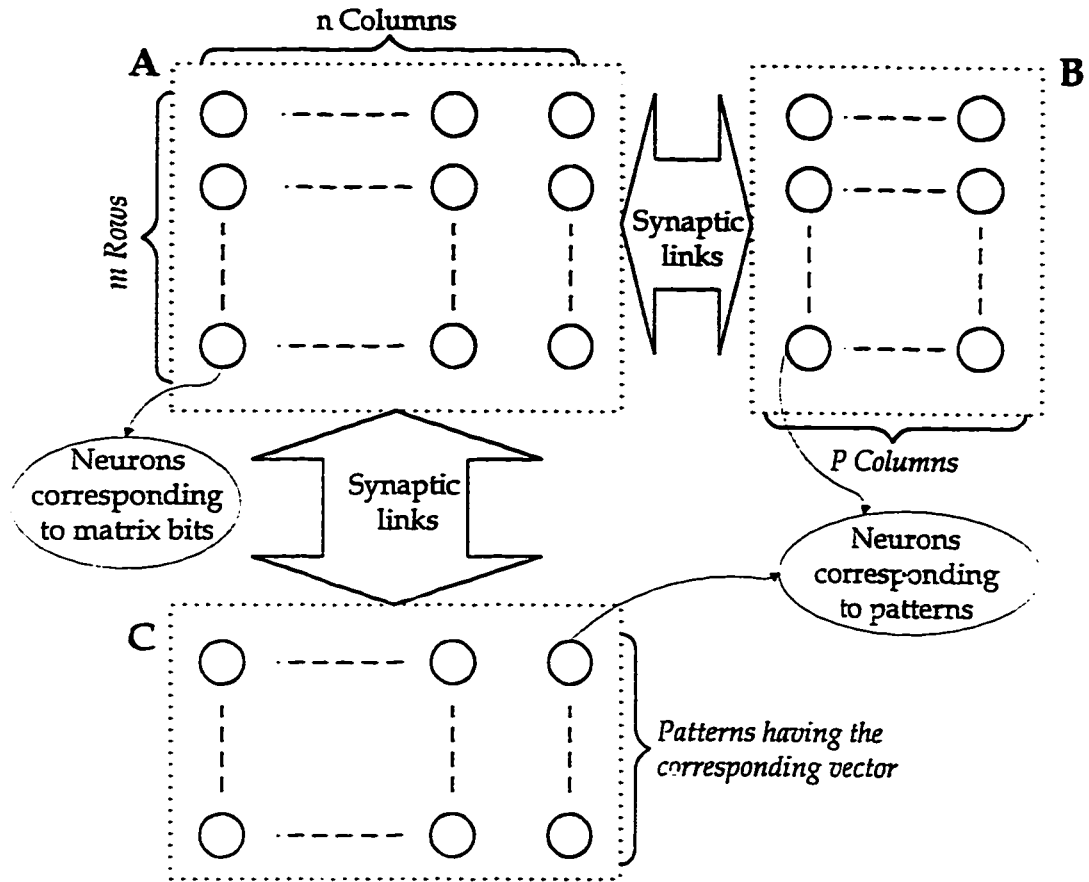 n Columns
A
B
m Rows
Synaptic
links
P Columns
Neurons
corresponding
to matrix bits
Synaptic
links
Neurons
corresponding
to patterns
C
Patterns having the
corresponding vector